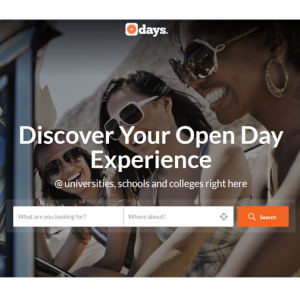 days.
Discover Your Open Day
Experience
@ universities, schools and colleges right here
What are you looking for? Where about? Search